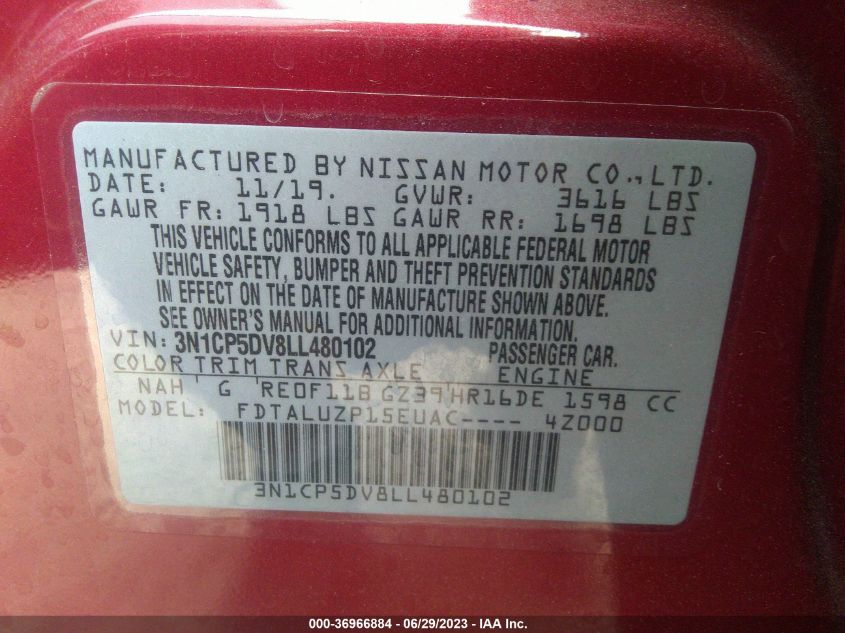 MANUFACTURED BY NISSAN MOTOR CO., LTD.
DATE: 11/19. GVWR: 3616 LBS
GAWR FR: 1918 LBS GAWR RR: 1698 LBS
THIS VEHICLE CONFORMS TO ALL APPLICABLE FEDERAL MOTOR
VEHICLE SAFETY, BUMPER AND THEFT PREVENTION STANDARDS
IN EFFECT ON THE DATE OF MANUFACTURE SHOWN ABOVE.
SEE OWNER'S MANUAL FOR ADDITIONAL INFORMATION.
VIN: 3N1CP5DV8LL480102 PASSENGER CAR.
COLOR TRIM TRANS AXLE ENGINE
NAH G RE0F11B GZ39 HR16DE 1598 CC
MODEL: FDTALUZP15EUAC---- 4Z000
3N1CP5DV8LL480102
000-36966884 - 06/29/2023 - IAA Inc.